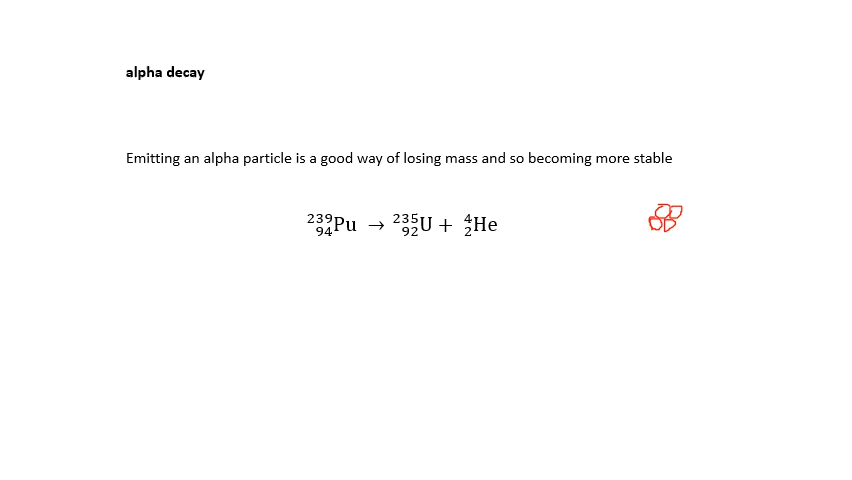 alpha decay
Emitting an alpha particle is a good way of losing mass and so becoming more stable
²³⁹₉₄Pu → ²³⁵₉₂U + ⁴₂He